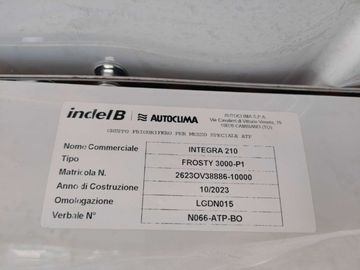 indelB AUTOCLIMA
AUTOCLIMA S.P.A.
Via Cavalieri di Vittorio Veneto, 15
10020 CAMBIANO (TO)
GRUPPO FRIGORIFERO PER MEZZO SPECIALE ATP
Nome Commerciale INTEGRA 210
Tipo FROSTY 3000-P1
Matricola N. 2623OV38886-10000
Anno di Costruzione 10/2023
Omologazione LGDN015
Verbale N° N066-ATP-BO